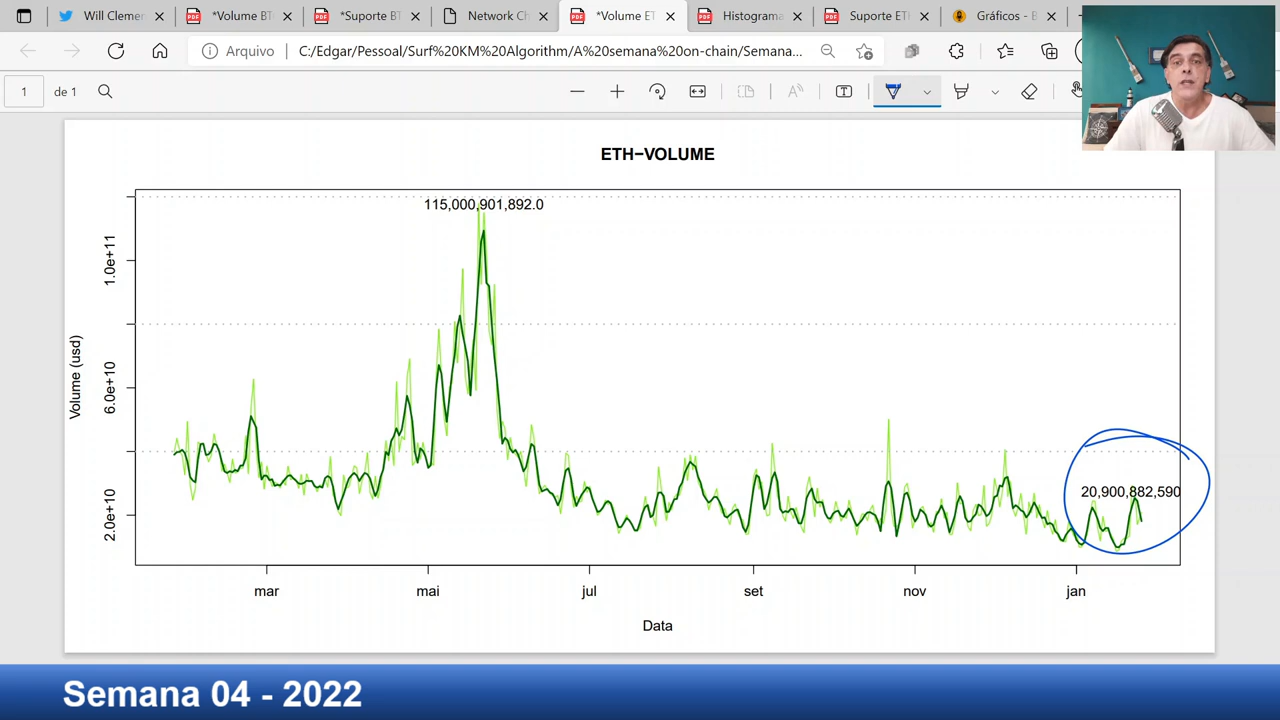 Will Clemen
*Volume BT
*Suporte BT
Network Ch
*Volume ET
Histograma
Suporte ETH
Gráficos - B
Arquivo
C:/Edgar/Pessoal/Surf%20KM%20Algorithm/A%20semana%20on-chain/Semana...
1
de 1
ETH−VOLUME
115,000,901,892.0
1.0e+11
6.0e+10
2.0e+10
Volume (usd)
20,900,882,590
mar
mai
jul
set
nov
jan
Data
Semana 04 - 2022